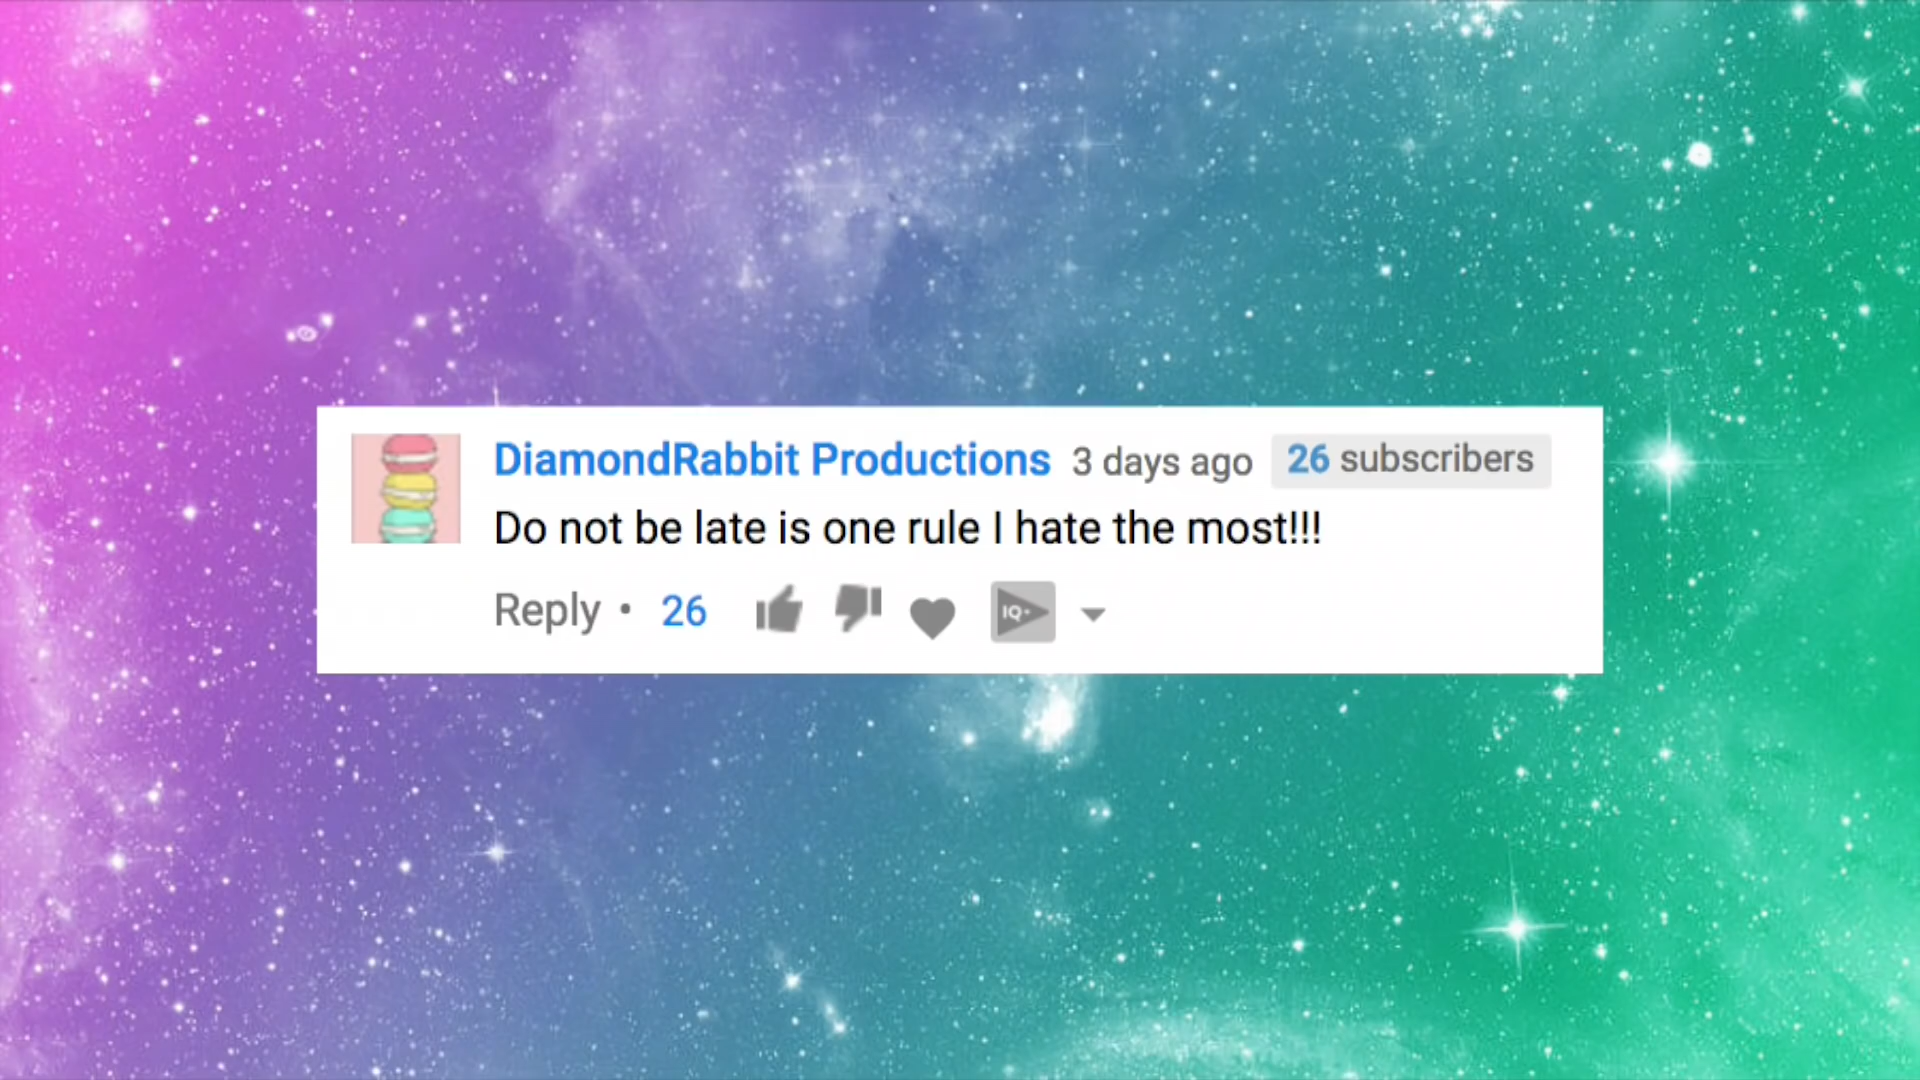 DiamondRabbit Productions 3 days ago 26 subscribers
Do not be late is one rule I hate the most!!!
Reply • 26 IQ+